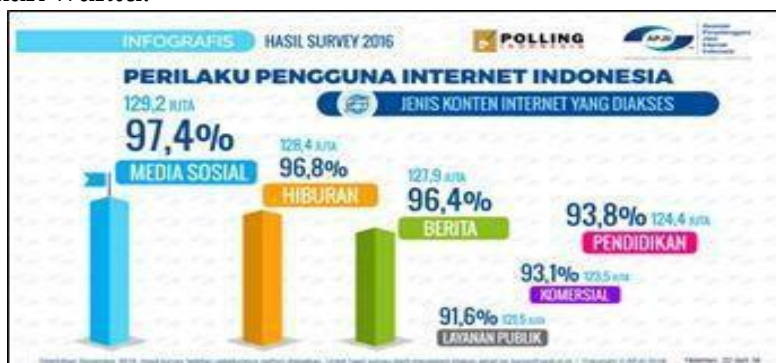 INFOGRAFIS HASIL SURVEY 2016
POLLING
INDONESIA
APJII
PERILAKU PENGGUNA INTERNET INDONESIA
JENIS KONTEN INTERNET YANG DIAKSES
129,2 JUTA
97,4%
MEDIA SOSIAL
128,4 JUTA
96,8%
HIBURAN
127,9 JUTA
96,4%
BERITA
93,8% 124,4 JUTA
PENDIDIKAN
93,1% 123,5 JUTA
KOMERSIAL
91,6% 121,5 JUTA
LAYANAN PUBLIK